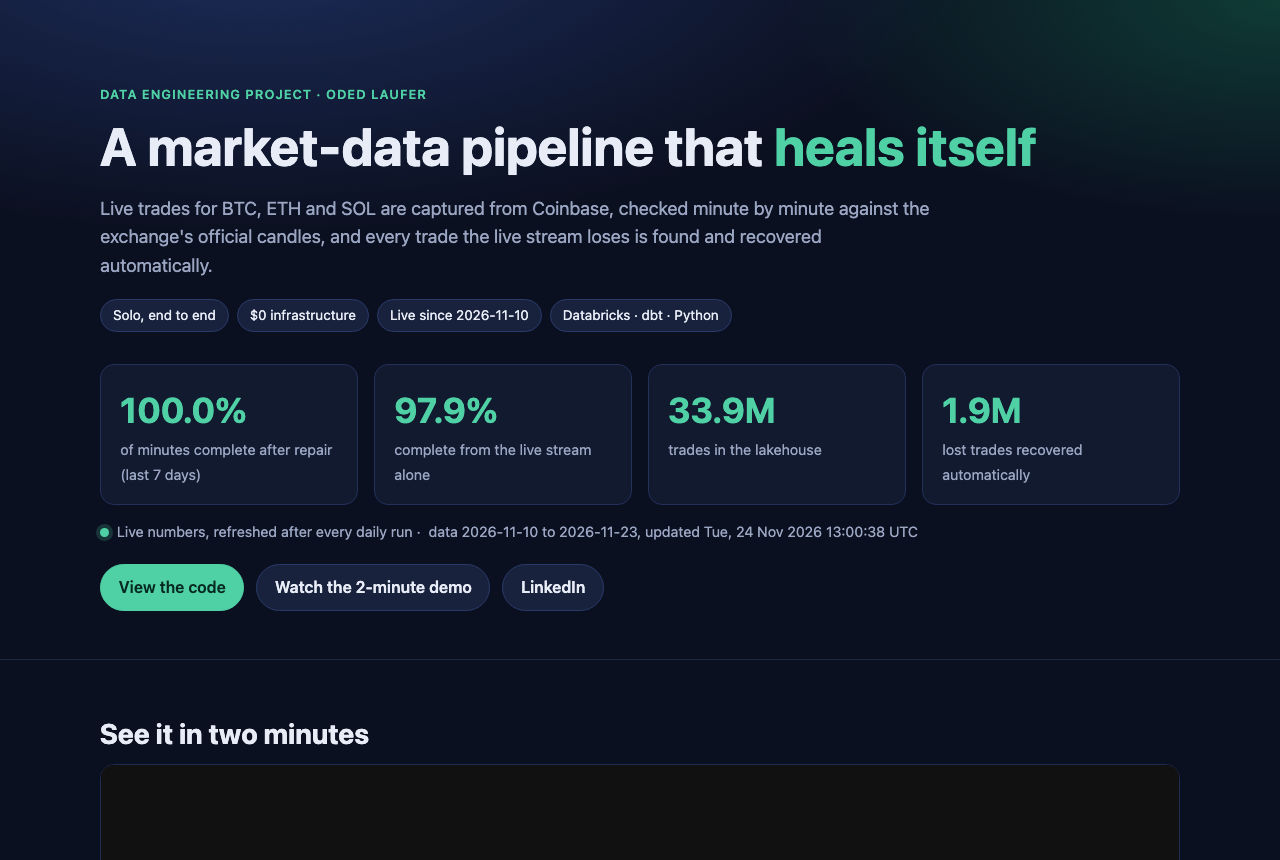 DATA ENGINEERING PROJECT · ODED LAUFER
A market-data pipeline that heals itself
Live trades for BTC, ETH and SOL are captured from Coinbase, checked minute by minute against the
exchange's official candles, and every trade the live stream loses is found and recovered
automatically.
Solo, end to end
$0 infrastructure
Live since 2026-11-10
Databricks · dbt · Python
100.0%
of minutes complete after repair
(last 7 days)
97.9%
complete from the live stream
alone
33.9M
trades in the lakehouse
1.9M
lost trades recovered
automatically
Live numbers, refreshed after every daily run · data 2026-11-10 to 2026-11-23, updated Tue, 24 Nov 2026 13:00:38 UTC
View the code
Watch the 2-minute demo
LinkedIn
See it in two minutes